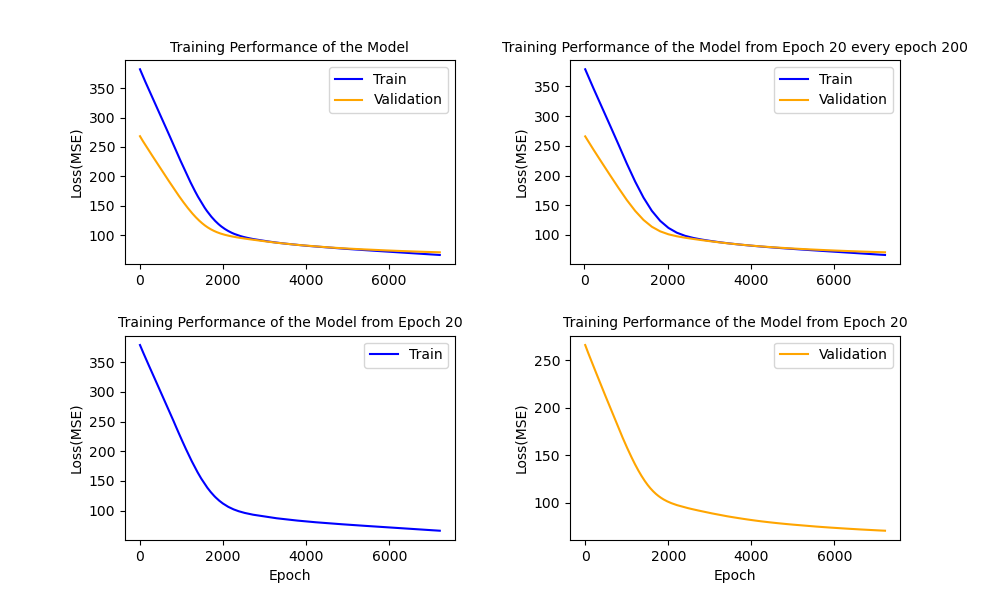 Training Performance of the Model
Loss(MSE)
350
300
250
200
150
100
0
2000
4000
6000
Train
Validation
Training Performance of the Model from Epoch 20 every epoch 200
Loss(MSE)
350
300
250
200
150
100
0
2000
4000
6000
Train
Validation
Training Performance of the Model from Epoch 20
Loss(MSE)
350
300
250
200
150
100
0
2000
4000
6000
Epoch
Train
Training Performance of the Model from Epoch 20
Loss(MSE)
250
200
150
100
0
2000
4000
6000
Epoch
Validation